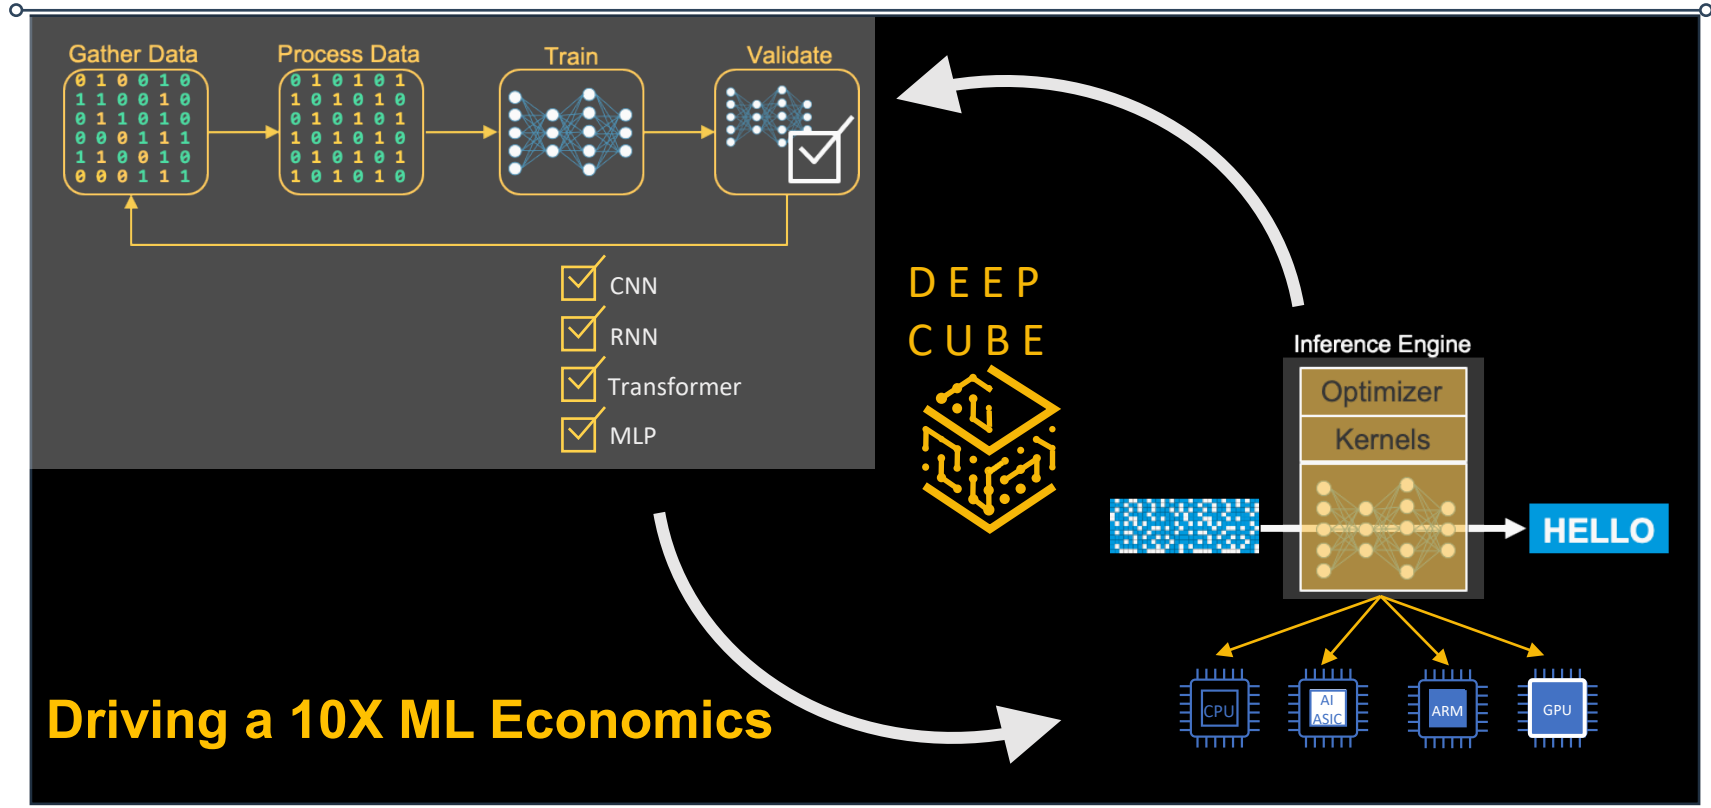 Gather Data
Process Data
Train
Validate
0 1 0 0 1 0
1 1 0 0 1 0
0 1 1 0 1 0
0 0 0 1 1 1
1 1 0 0 1 0
0 0 0 1 1 1
0 1 0 1 0 1
1 0 1 0 1 0
0 1 0 1 0 1
1 0 1 0 1 0
0 1 0 1 0 1
1 0 1 0 1 0
CNN
RNN
Transformer
MLP
DEEP
CUBE
Inference Engine
Optimizer
Kernels
HELLO
CPU
AI
ASIC
ARM
GPU
Driving a 10X ML Economics